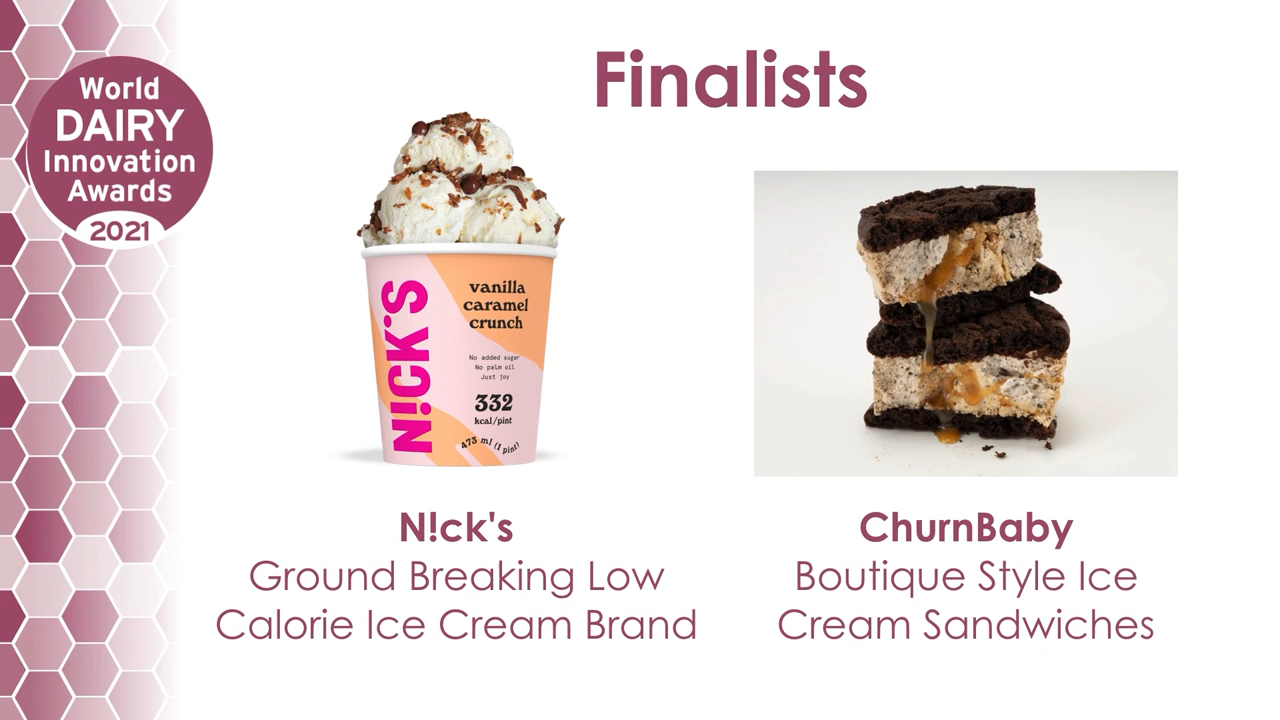 World
DAIRY
Innovation
Awards
2021
Finalists
N!CK'S
vanilla
caramel
crunch
No added sugar
No palm oil
Just joy
332
kcal/pint
473 ml (1 pint)
N!ck's
Ground Breaking Low
Calorie Ice Cream Brand
ChurnBaby
Boutique Style Ice
Cream Sandwiches